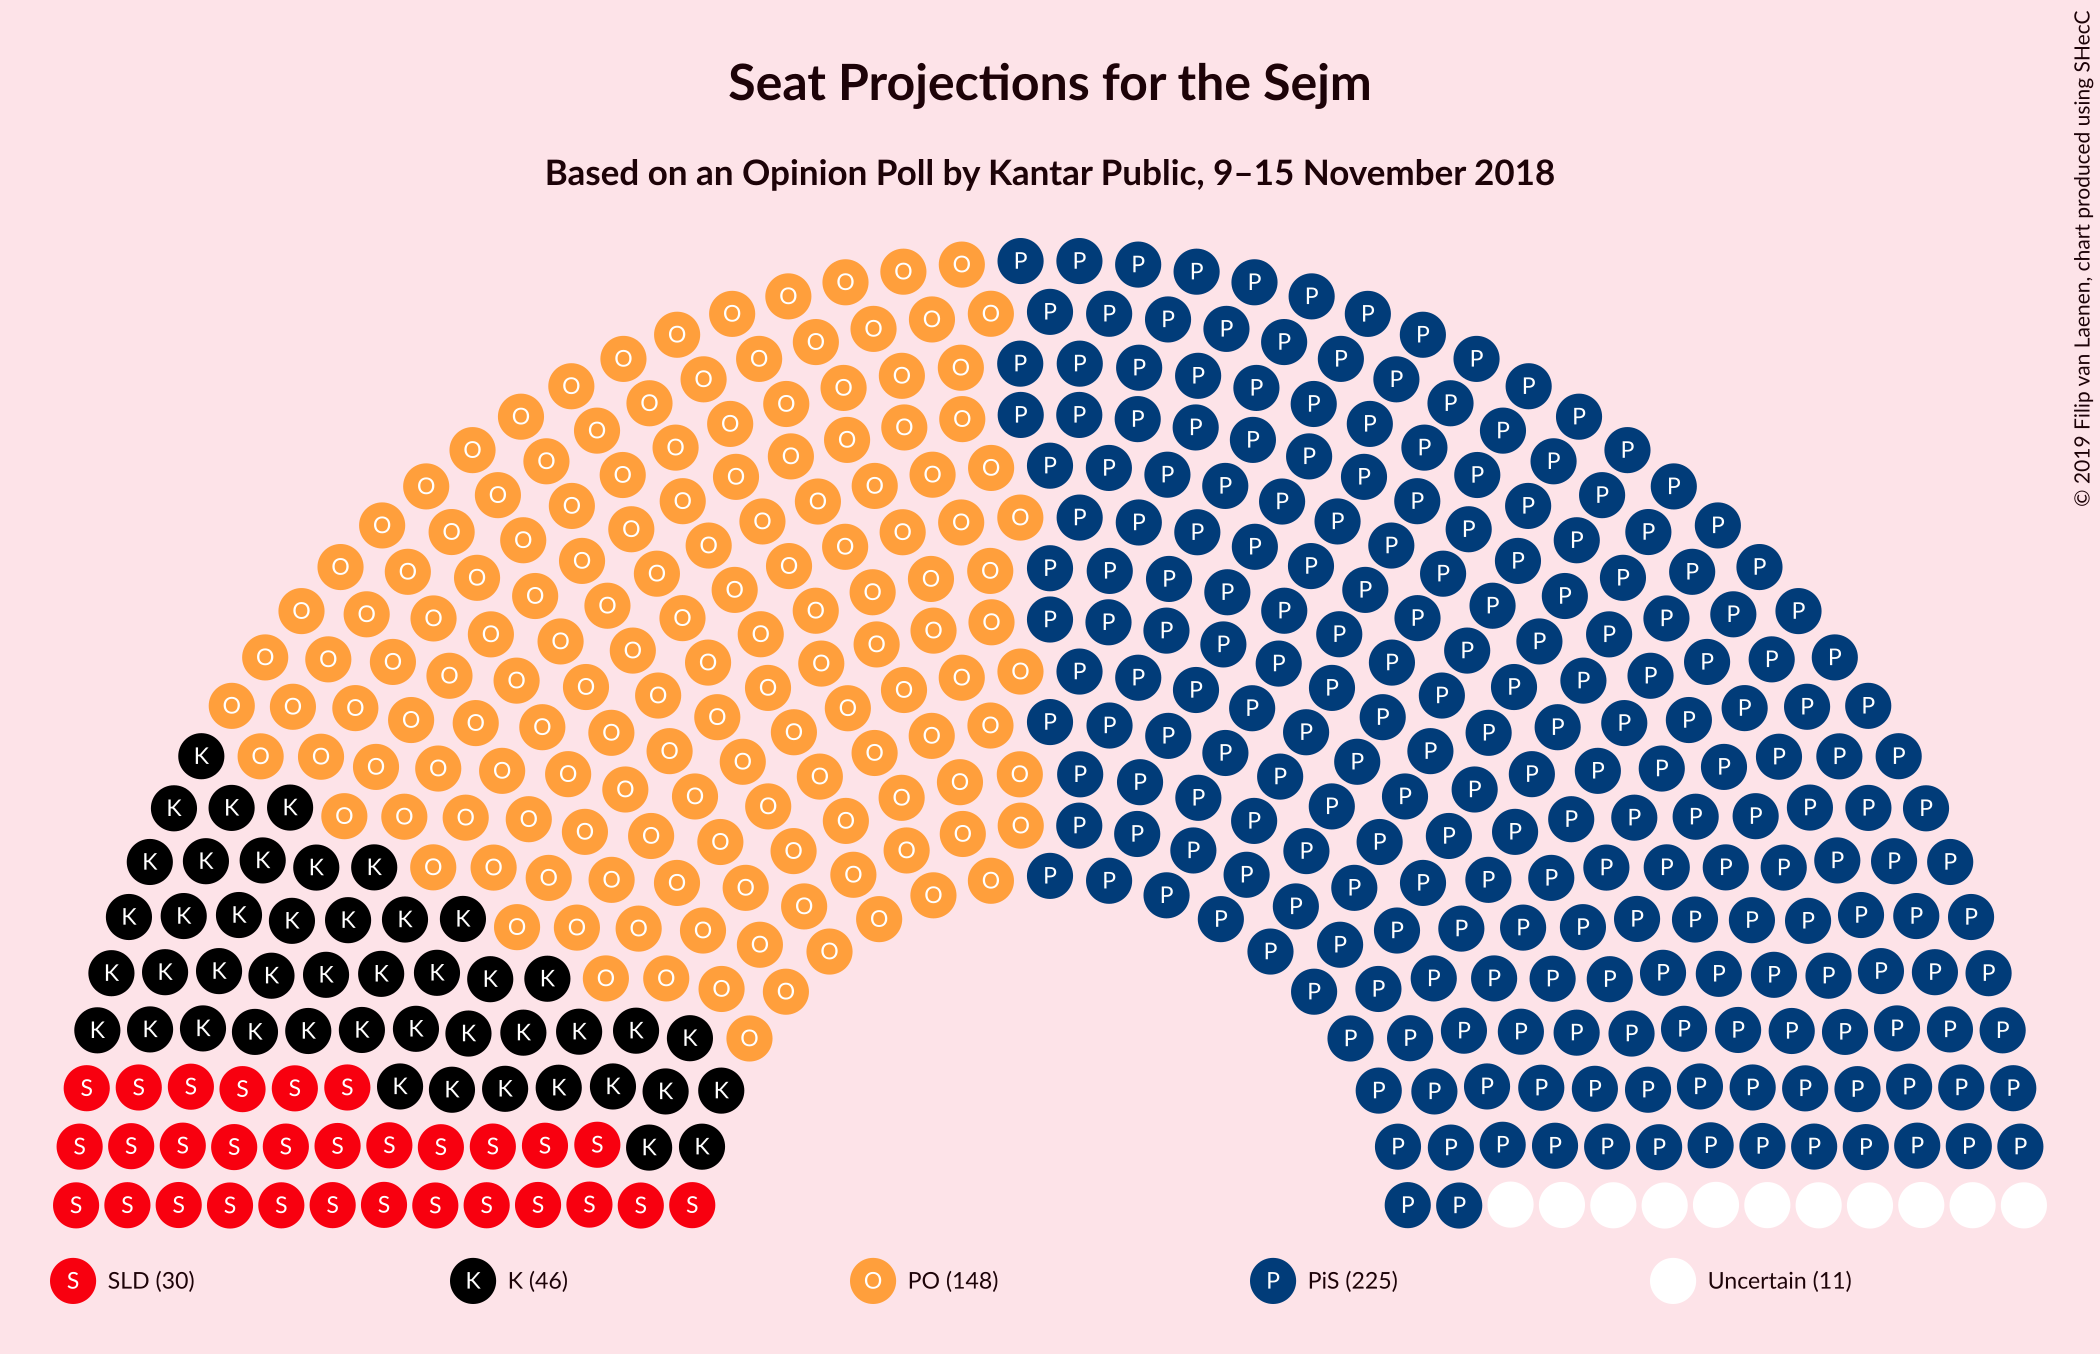 Seat Projections for the Sejm
Based on an Opinion Poll by Kantar Public, 9–15 November 2018
© 2019 Filip van Laenen, chart produced using SHecC
S SLD (30)
K K (46)
O PO (148)
P PiS (225)
Uncertain (11)